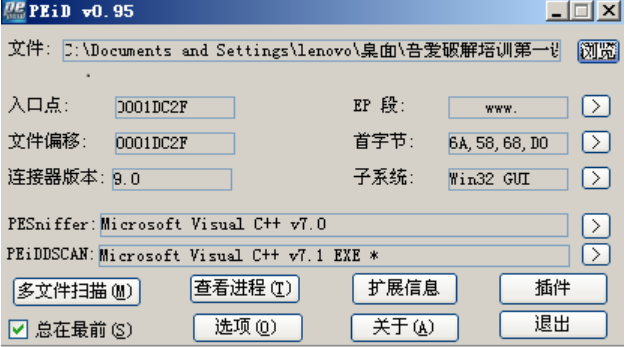 PEiD v0.95
文件: C:\Documents and Settings\lenovo\桌面\吾爱破解培训第一 浏览
入口点: 0001DC2F EP 段: www. >
文件偏移: 0001DC2F 首字节: 6A,58,68,D0 >
连接器版本: 9.0 子系统: Win32 GUI >
PESniffer: Microsoft Visual C++ v7.0 >
PEiDDSCAN: Microsoft Visual C++ v7.1 EXE * >
多文件扫描(M) 查看进程(T) 扩展信息 插件
总在最前(S) 选项(O) 关于(A) 退出